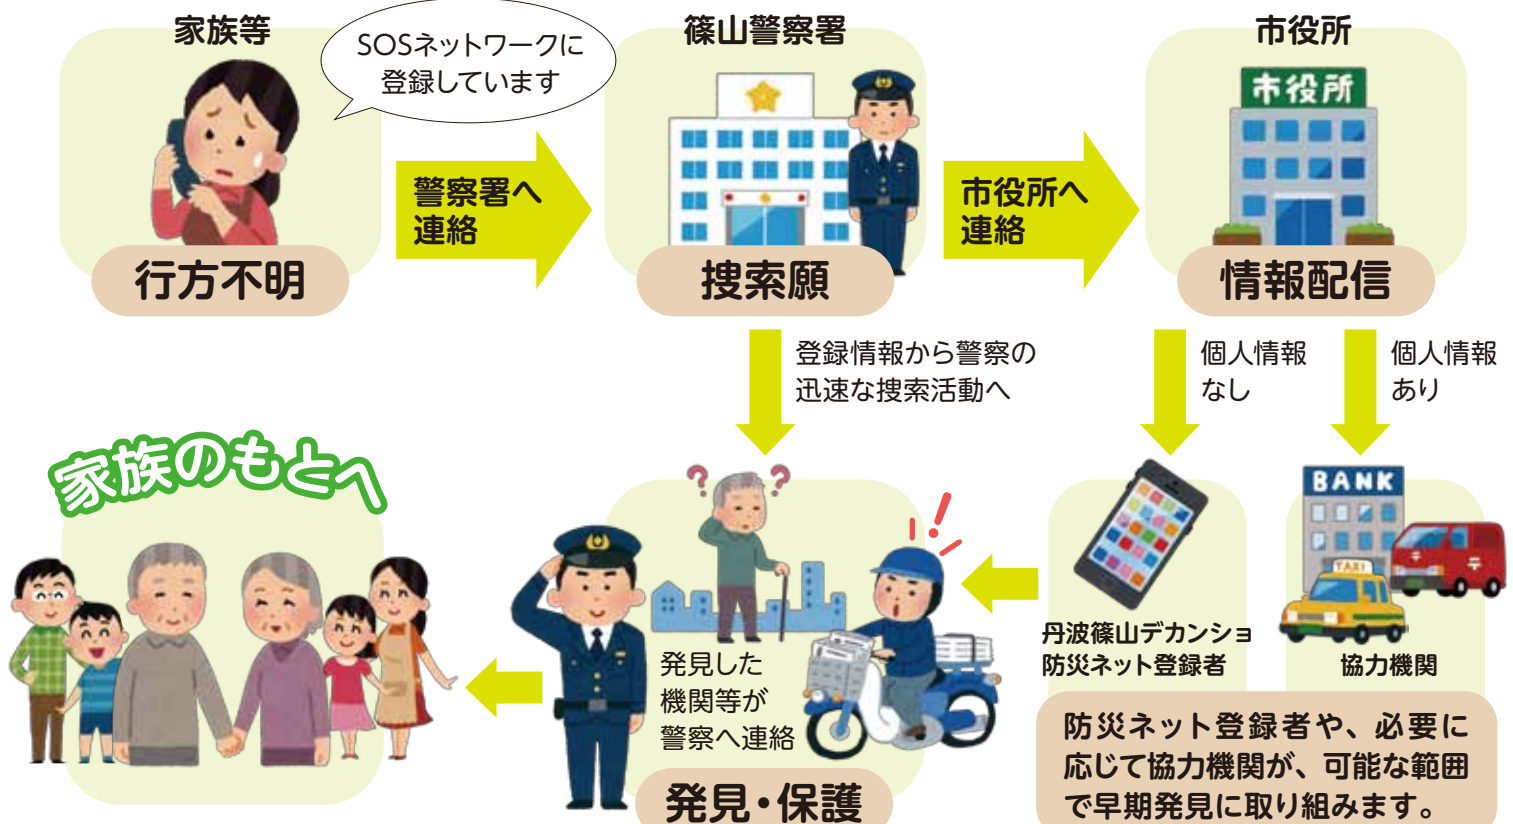 家族等
SOSネットワークに
登録しています
篠山警察署
市役所
市役所
警察署へ
連絡
市役所へ
連絡
行方不明
捜索願
情報配信
登録情報から警察の
迅速な捜索活動へ
個人情報
なし
個人情報
あり
家族のもとへ
BANK
TAXI
発見した
機関等が
警察へ連絡
発見・保護
丹波篠山デカンショ
防災ネット登録者
協力機関
防災ネット登録者や、必要に
応じて協力機関が、可能な範囲
で早期発見に取り組みます。